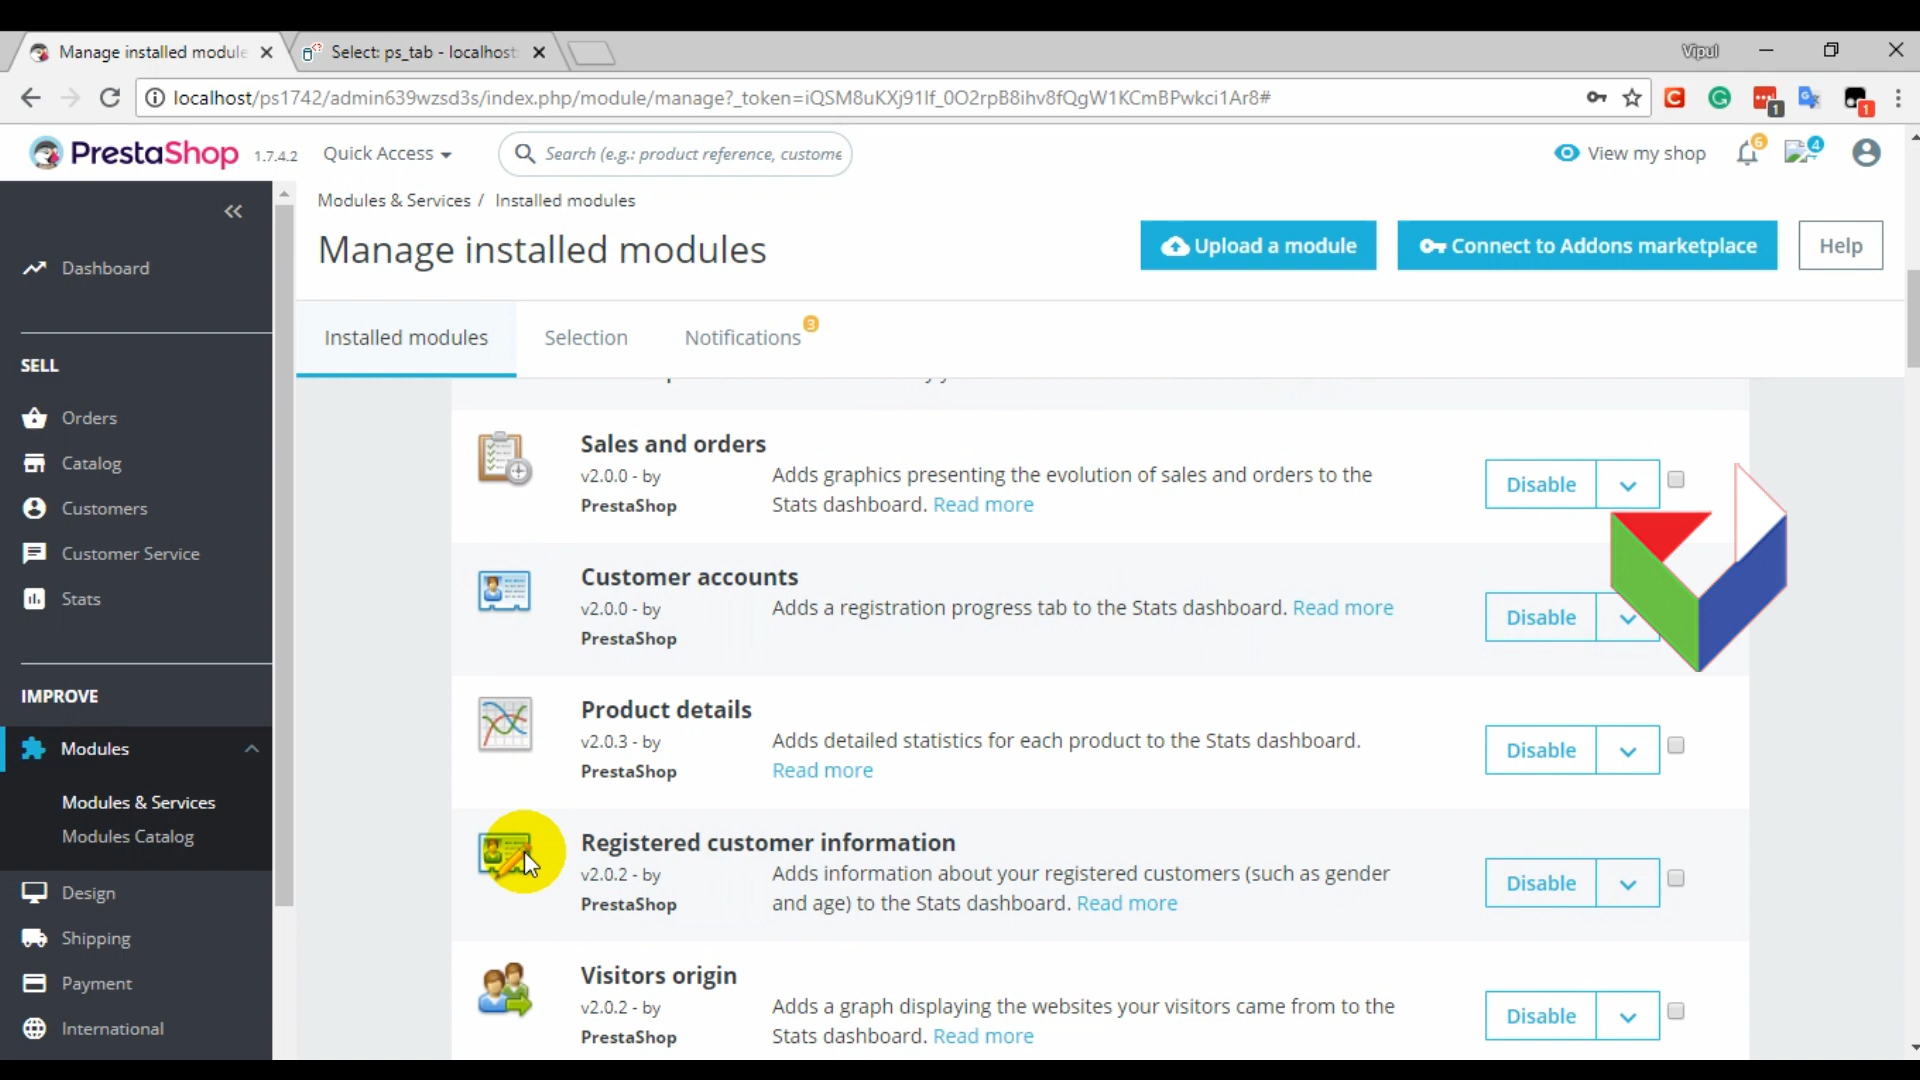 Manage installed module
Select: ps_tab - localhost
Vipul
localhost/ps1742/admin639wzsd3s/index.php/module/manage?_token=iQSM8uKXj91If_0O2rpB8ihv8fQgW1KCmBPwkci1Ar8#
1
1
PrestaShop 1.7.4.2
Quick Access
Search (e.g.: product reference, custome
View my shop
6
4
Modules & Services / Installed modules
Manage installed modules
Upload a module
Connect to Addons marketplace
Help
Installed modules
Selection
Notifications
3
Dashboard
SELL
Orders
Catalog
Customers
Customer Service
Stats
IMPROVE
Modules
Modules & Services
Modules Catalog
Design
Shipping
Payment
International
Sales and orders
v2.0.0 - by
PrestaShop
Adds graphics presenting the evolution of sales and orders to the
Stats dashboard. Read more
Disable
Customer accounts
v2.0.0 - by
PrestaShop
Adds a registration progress tab to the Stats dashboard. Read more
Disable
Product details
v2.0.3 - by
PrestaShop
Adds detailed statistics for each product to the Stats dashboard.
Read more
Disable
Registered customer information
v2.0.2 - by
PrestaShop
Adds information about your registered customers (such as gender
and age) to the Stats dashboard. Read more
Disable
Visitors origin
v2.0.2 - by
PrestaShop
Adds a graph displaying the websites your visitors came from to the
Stats dashboard. Read more
Disable